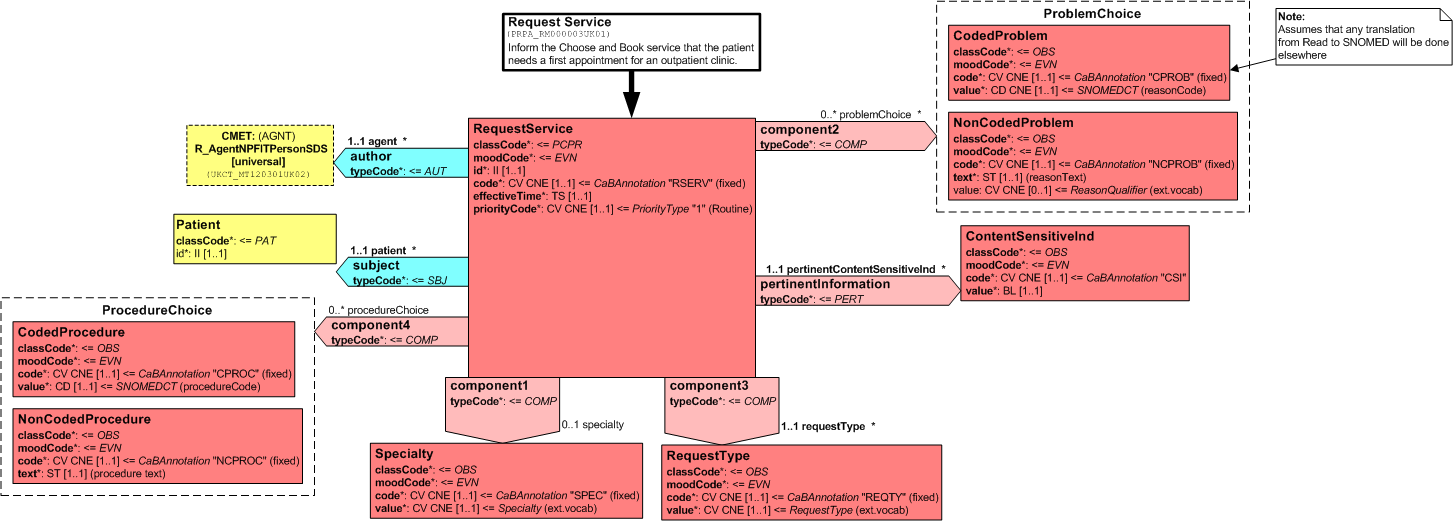 Request Service
(PRPA_RM000003UK01)
Inform the Choose and Book service that the patient
needs a first appointment for an outpatient clinic.
ProblemChoice
CodedProblem
classCode*: <= OBS
moodCode*: <= EVN
code*: CV CNE [1..1] <= CaBAnnotation "CPROB" (fixed)
value*: CD CNE [1..1] <= SNOMEDCT (reasonCode)
NonCodedProblem
classCode*: <= OBS
moodCode*: <= EVN
code*: CV CNE [1..1] <= CaBAnnotation "NCPROB" (fixed)
text*: ST [1..1] (reasonText)
value: CV CNE [0..1] <= ReasonQualifier (ext.vocab)
Note:
Assumes that any translation
from Read to SNOMED will be done
elsewhere
0..* problemChoice *
component2
typeCode*: <= COMP
RequestService
classCode*: <= PCPR
moodCode*: <= EVN
id*: II [1..1]
code*: CV CNE [1..1] <= CaBAnnotation "RSERV" (fixed)
effectiveTime*: TS [1..1]
priorityCode*: CV CNE [1..1] <= PriorityType "1" (Routine)
CMET: (AGNT)
R_AgentNPFITPersonSDS
[universal]
(UKCT_MT120301UK02)
1..1 agent *
author
typeCode*: <= AUT
Patient
classCode*: <= PAT
id*: II [1..1]
1..1 patient *
subject
typeCode*: <= SBJ
1..1 pertinentContentSensitiveInd *
pertinentInformation
typeCode*: <= PERT
ContentSensitiveInd
classCode*: <= OBS
moodCode*: <= EVN
code*: CV CNE [1..1] <= CaBAnnotation "CSI"
value*: BL [1..1]
ProcedureChoice
CodedProcedure
classCode*: <= OBS
moodCode*: <= EVN
code*: CV CNE [1..1] <= CaBAnnotation "CPROC" (fixed)
value*: CD [1..1] <= SNOMEDCT (procedureCode)
NonCodedProcedure
classCode*: <= OBS
moodCode*: <= EVN
code*: CV CNE [1..1] <= CaBAnnotation "NCPROC" (fixed)
text*: ST [1..1] (procedure text)
0..* procedureChoice
component4
typeCode*: <= COMP
component1
typeCode*: <= COMP
0..1 specialty
component3
typeCode*: <= COMP
1..1 requestType *
Specialty
classCode*: <= OBS
moodCode*: <= EVN
code*: CV CNE [1..1] <= CaBAnnotation "SPEC" (fixed)
value*: CV CNE [1..1] <= Specialty (ext.vocab)
RequestType
classCode*: <= OBS
moodCode*: <= EVN
code*: CV CNE [1..1] <= CaBAnnotation "REQTY" (fixed)
value*: CV CNE [1..1] <= RequestType (ext.vocab)